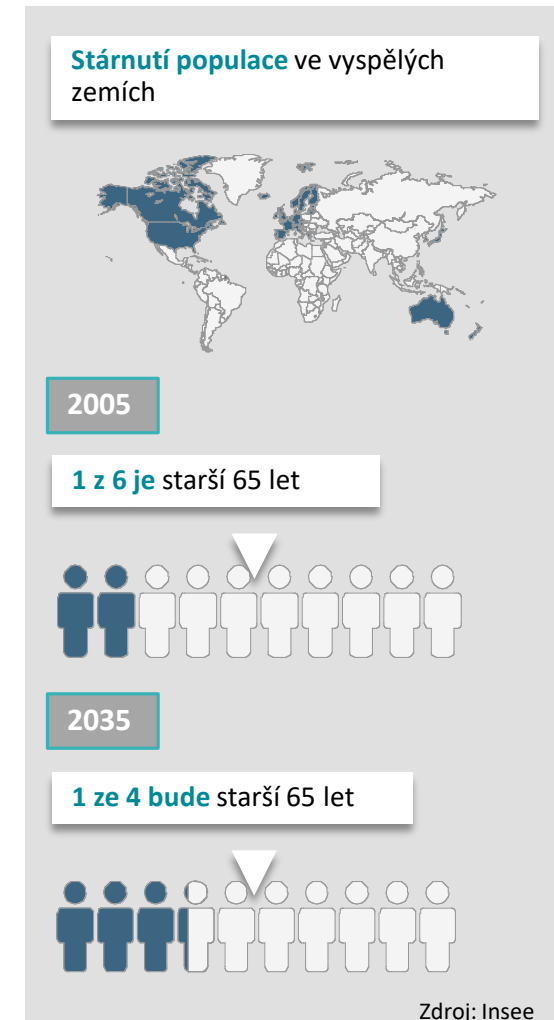 Stárnutí populace ve vyspělých
zemích
2005
1 z 6 je starší 65 let
2035
1 ze 4 bude starší 65 let
Zdroj: Insee